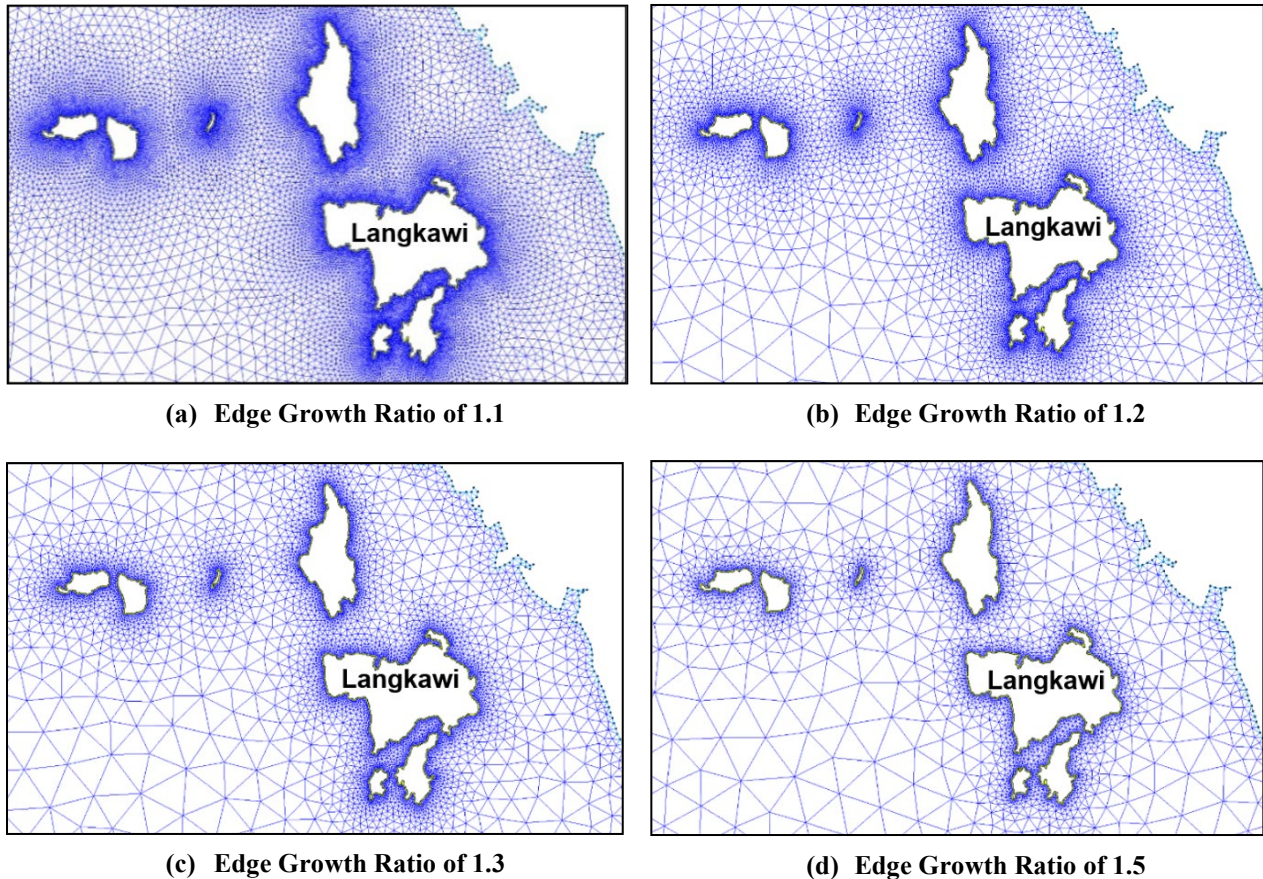 Langkawi
Langkawi
(a) Edge Growth Ratio of 1.1
(b) Edge Growth Ratio of 1.2
Langkawi
Langkawi
(c) Edge Growth Ratio of 1.3
(d) Edge Growth Ratio of 1.5